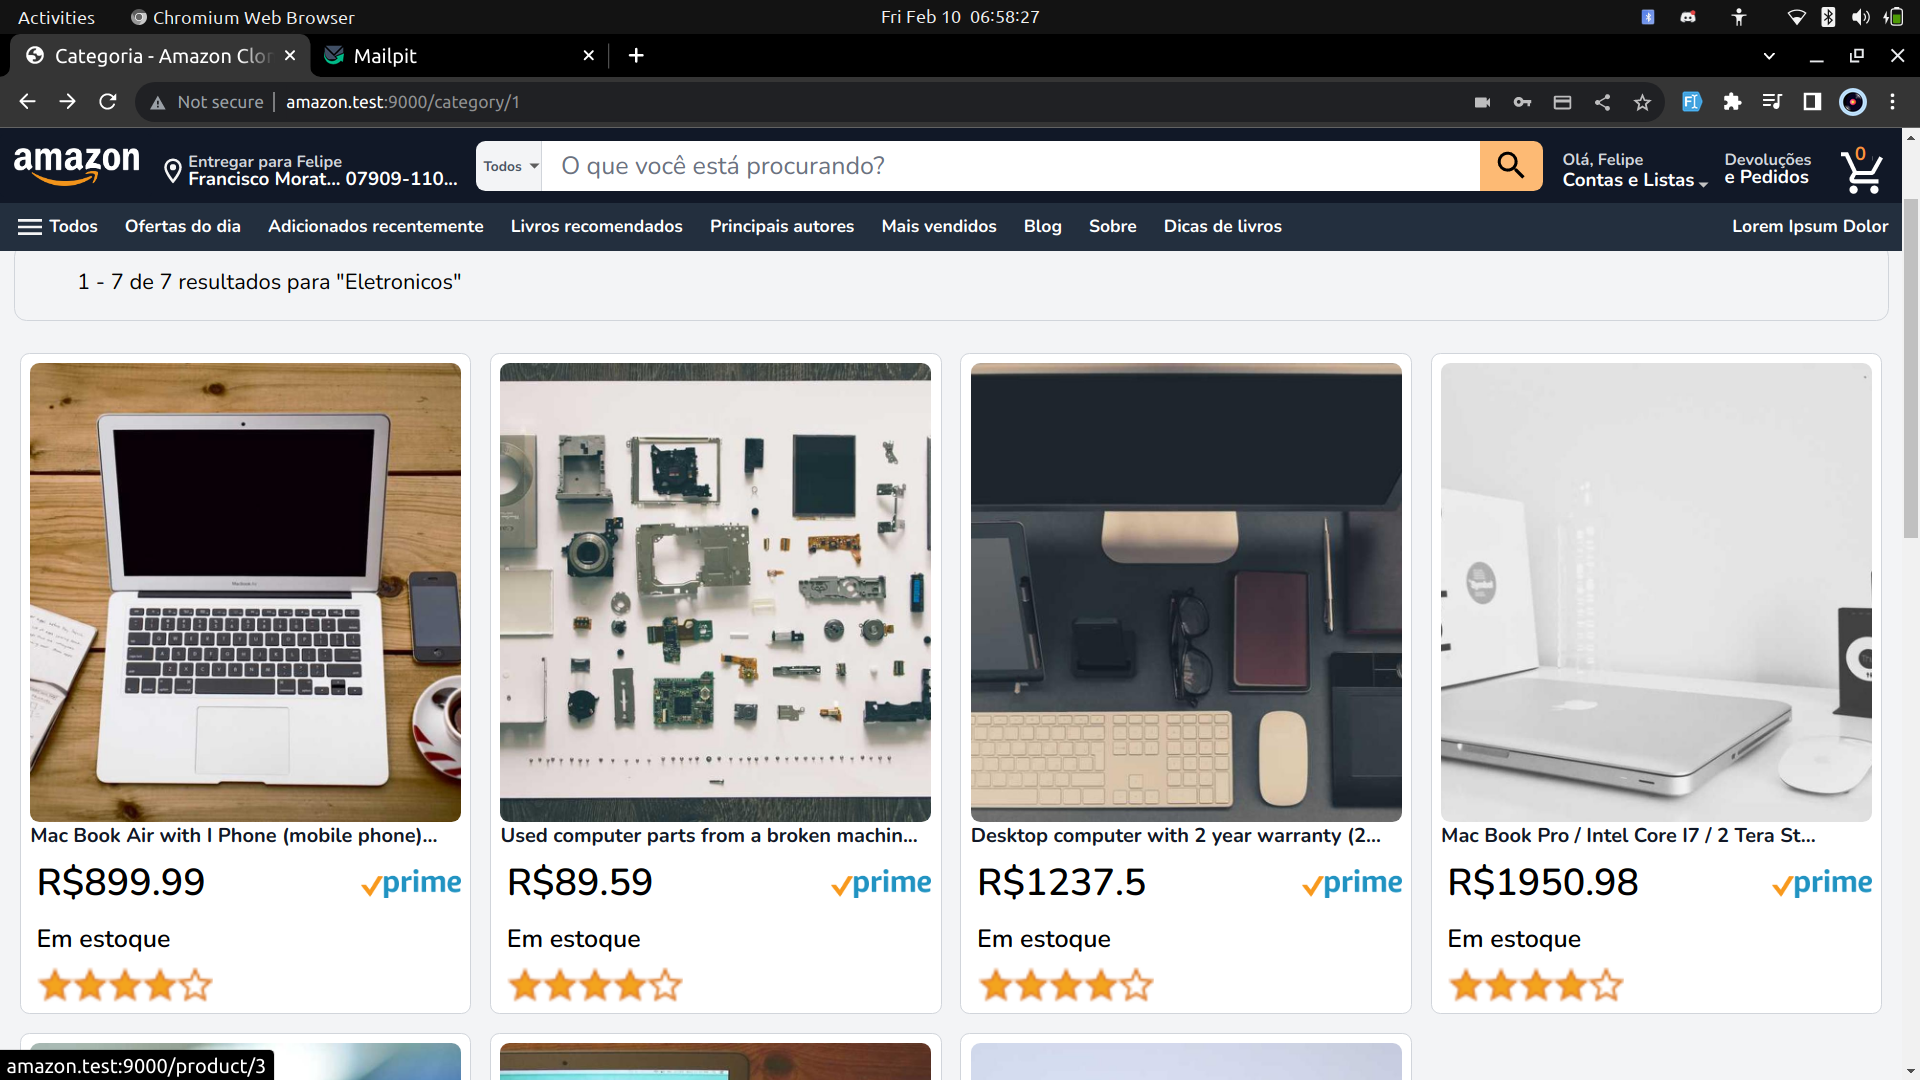 Activities Chromium Web Browser Fri Feb 10 06:58:27
Categoria - Amazon Clor Mailpit
Not secure amazon.test:9000/category/1
amazon Entregar para Felipe
Francisco Morat... 07909-110...
Todos O que você está procurando?
Olá, Felipe
Contas e Listas
Devoluções
e Pedidos
0
Todos Ofertas do dia Adicionados recentemente Livros recomendados Principais autores Mais vendidos Blog Sobre Dicas de livros Lorem Ipsum Dolor
1 - 7 de 7 resultados para "Eletronicos"
Mac Book Air with I Phone (mobile phone)...
R$899.99 prime
Em estoque
Used computer parts from a broken machin...
R$89.59 prime
Em estoque
Desktop computer with 2 year warranty (2...
R$1237.5 prime
Em estoque
Mac Book Pro / Intel Core I7 / 2 Tera St...
R$1950.98 prime
Em estoque
amazon.test:9000/product/3